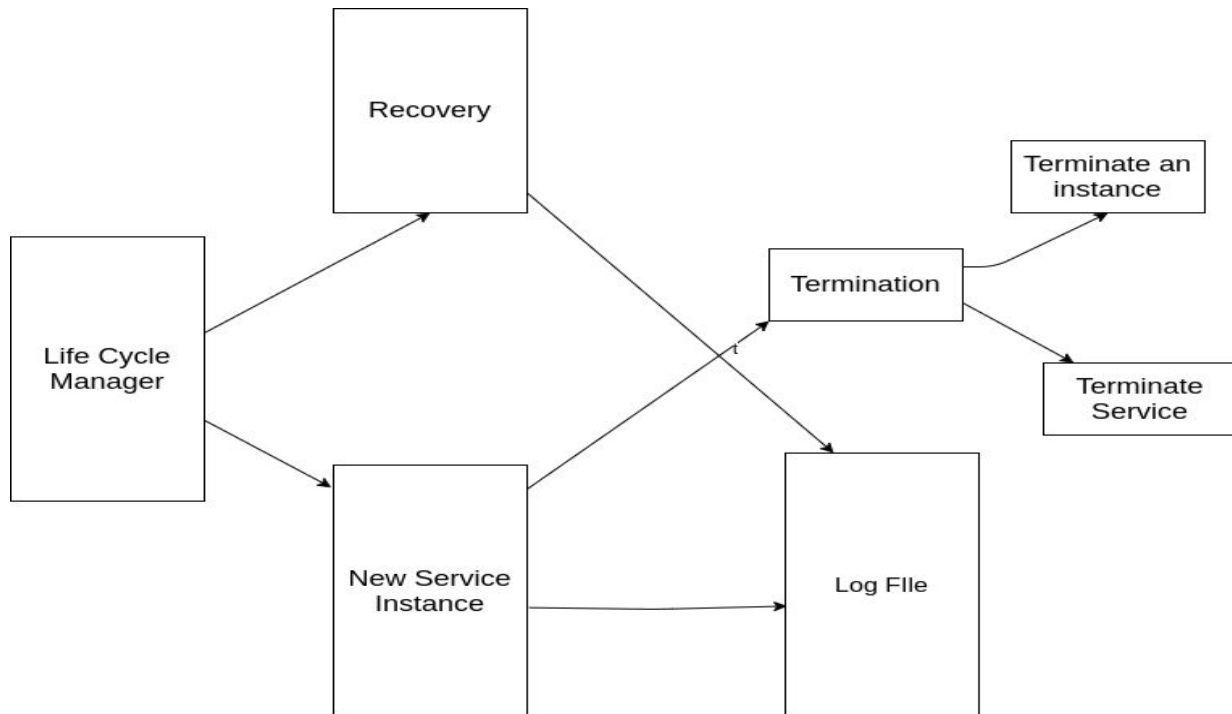 Recovery
Terminate an
instance
Termination
Life Cycle
Manager
t
Terminate
Service
New Service
Instance
Log FIle